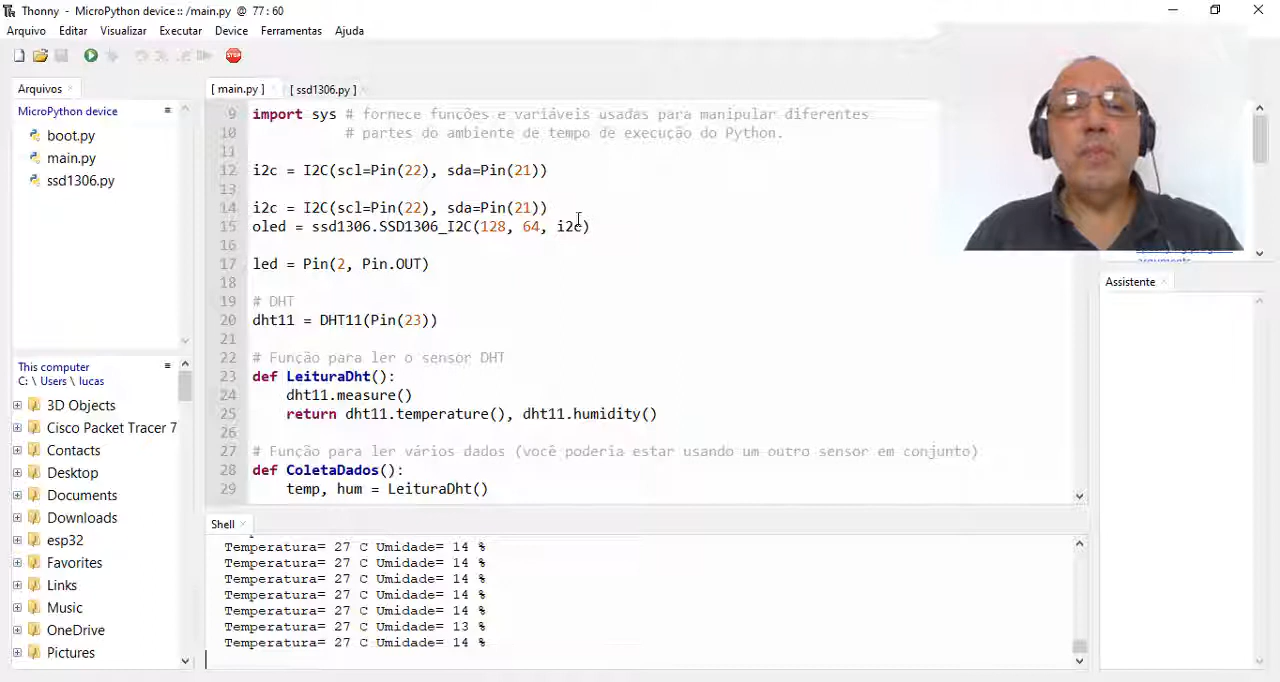 Thonny - MicroPython device :: /main.py @ 77 : 60
Arquivo Editar Visualizar Executar Device Ferramentas Ajuda
STOP
Arquivos
MicroPython device
boot.py
main.py
ssd1306.py
This computer
C: \ Users \ lucas
3D Objects
Cisco Packet Tracer 7
Contacts
Desktop
Documents
Downloads
esp32
Favorites
Links
Music
OneDrive
Pictures
[ main.py ] [ ssd1306.py ]
9 import sys # fornece funções e variáveis usadas para manipular diferentes
10 # partes do ambiente de tempo de execução do Python.
11
12 i2c = I2C(scl=Pin(22), sda=Pin(21))
13
14 i2c = I2C(scl=Pin(22), sda=Pin(21))
15 oled = ssd1306.SSD1306_I2C(128, 64, i2c)
16
17 led = Pin(2, Pin.OUT)
18
19 # DHT
20 dht11 = DHT11(Pin(23))
21
22 # Função para ler o sensor DHT
23 def LeituraDht():
24 dht11.measure()
25 return dht11.temperature(), dht11.humidity()
26
27 # Função para ler vários dados (você poderia estar usando um outro sensor em conjunto)
28 def ColetaDados():
29 temp, hum = LeituraDht()
Shell
Temperatura= 27 C Umidade= 14 %
Temperatura= 27 C Umidade= 14 %
Temperatura= 27 C Umidade= 14 %
Temperatura= 27 C Umidade= 14 %
Temperatura= 27 C Umidade= 14 %
Temperatura= 27 C Umidade= 13 %
Temperatura= 27 C Umidade= 14 %
arguments
Assistente